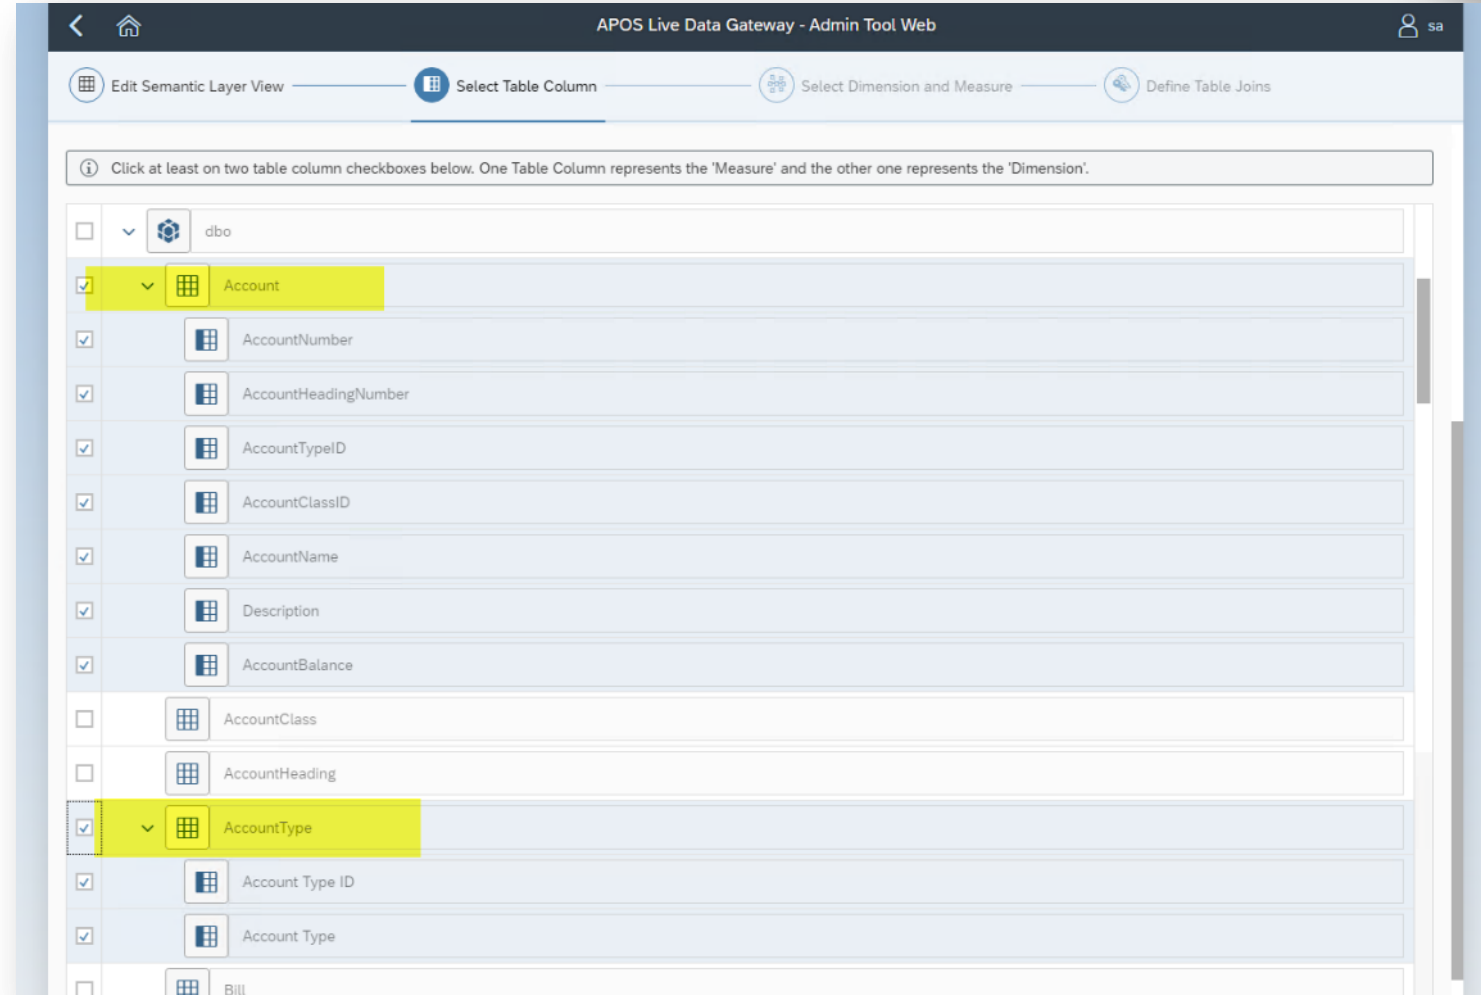 APOS Live Data Gateway - Admin Tool Web
sa
Edit Semantic Layer View
Select Table Column
Select Dimension and Measure
Define Table Joins
Click at least on two table column checkboxes below. One Table Column represents the 'Measure' and the other one represents the 'Dimension'.
dbo
Account
AccountNumber
AccountHeadingNumber
AccountTypeID
AccountClassID
AccountName
Description
AccountBalance
AccountClass
AccountHeading
AccountType
Account Type ID
Account Type
Bill